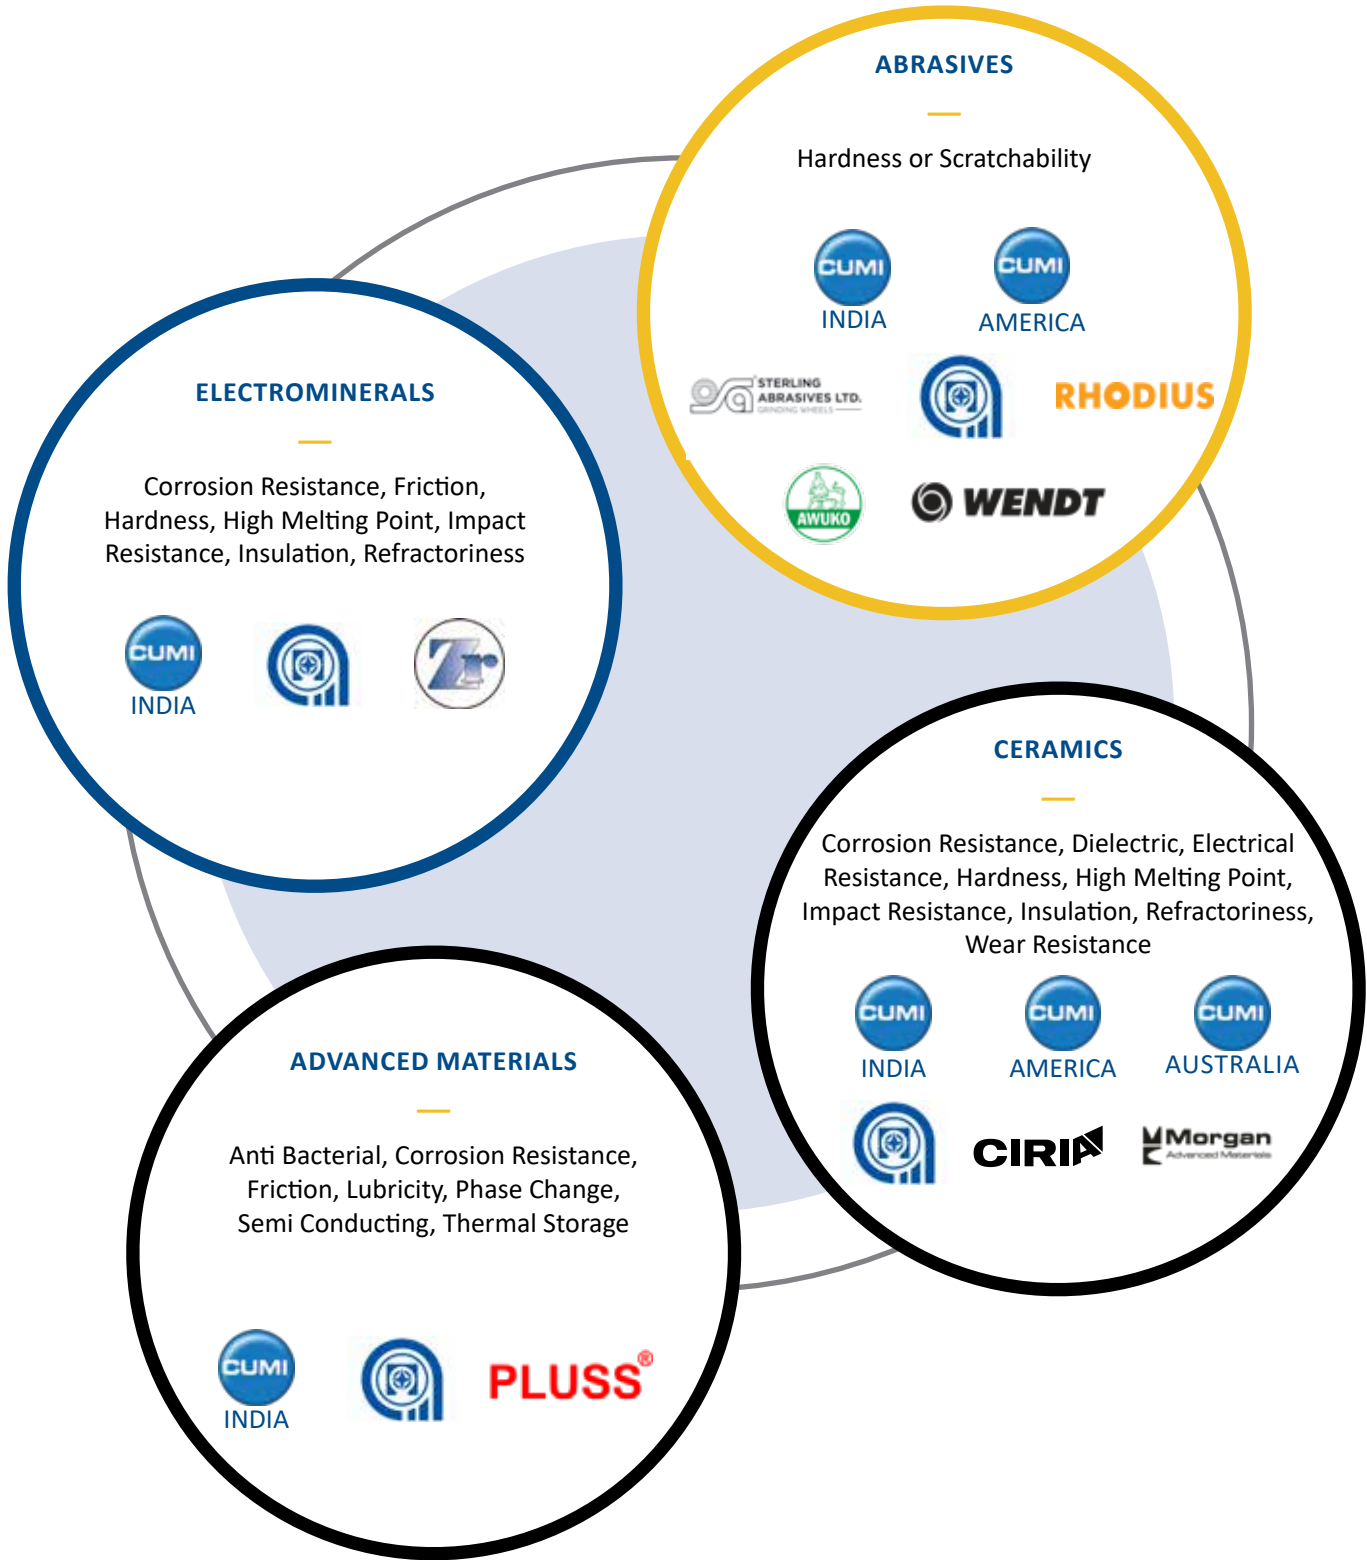 ABRASIVES
Hardness or Scratchability
CUMI
INDIA
CUMI
AMERICA
STERLING
ABRASIVES LTD.
GRINDING WHEELS
RHODIUS
AWUKO
WENDT
ELECTROMINERALS
Corrosion Resistance, Friction,
Hardness, High Melting Point, Impact
Resistance, Insulation, Refractoriness
CUMI
INDIA
Zr
CERAMICS
Corrosion Resistance, Dielectric, Electrical
Resistance, Hardness, High Melting Point,
Impact Resistance, Insulation, Refractoriness,
Wear Resistance
CUMI
INDIA
CUMI
AMERICA
CUMI
AUSTRALIA
CIRIA
Morgan
Advanced Materials
ADVANCED MATERIALS
Anti Bacterial, Corrosion Resistance,
Friction, Lubricity, Phase Change,
Semi Conducting, Thermal Storage
CUMI
INDIA
PLUSS®